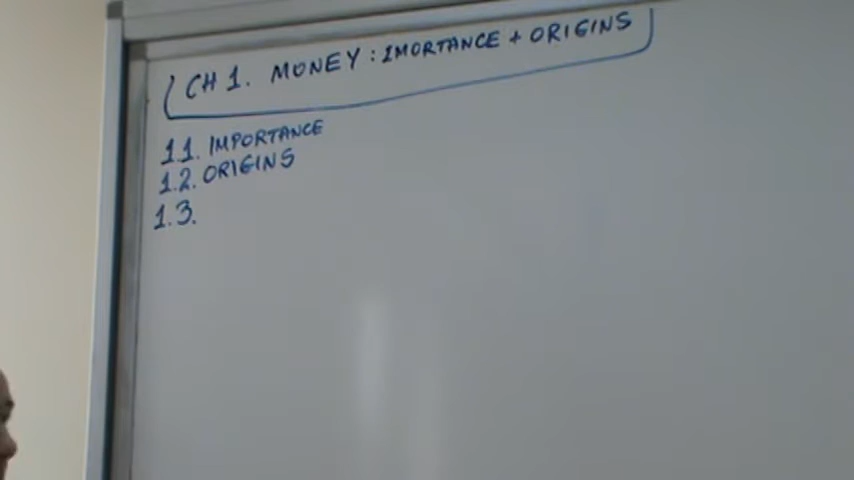 CH 1. MONEY: IMORTANCE + ORIGINS
1.1. IMPORTANCE
1.2. ORIGINS
1.3.